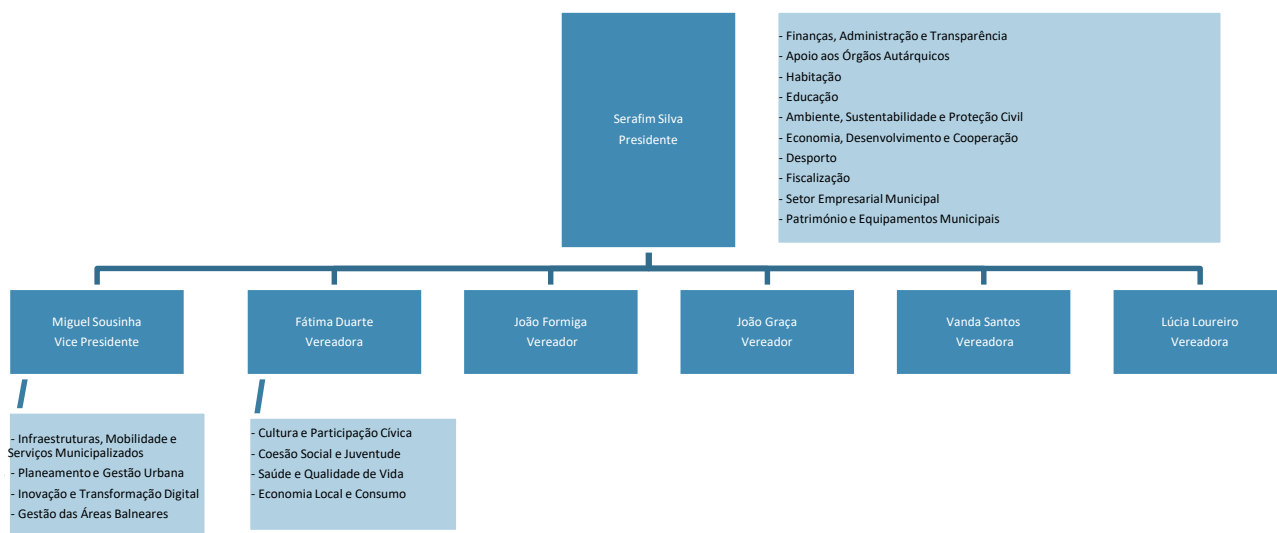 Serafim Silva
Presidente
- Finanças, Administração e Transparência
- Apoio aos Órgãos Autárquicos
- Habitação
- Educação
- Ambiente, Sustentabilidade e Proteção Civil
- Economia, Desenvolvimento e Cooperação
- Desporto
- Fiscalização
- Setor Empresarial Municipal
- Património e Equipamentos Municipais
Miguel Sousinha
Vice Presidente
Fátima Duarte
Vereadora
João Formiga
Vereador
João Graça
Vereador
Vanda Santos
Vereadora
Lúcia Loureiro
Vereadora
- Infraestruturas, Mobilidade e
Serviços Municipalizados
- Planeamento e Gestão Urbana
- Inovação e Transformação Digital
- Gestão das Áreas Balneares
- Cultura e Participação Cívica
- Coesão Social e Juventude
- Saúde e Qualidade de Vida
- Economia Local e Consumo